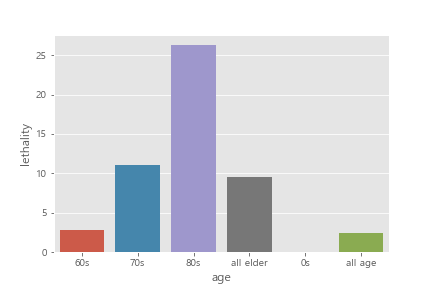 25
20
15
10
5
0
lethality
60s
70s
80s
all elder
0s
all age
age